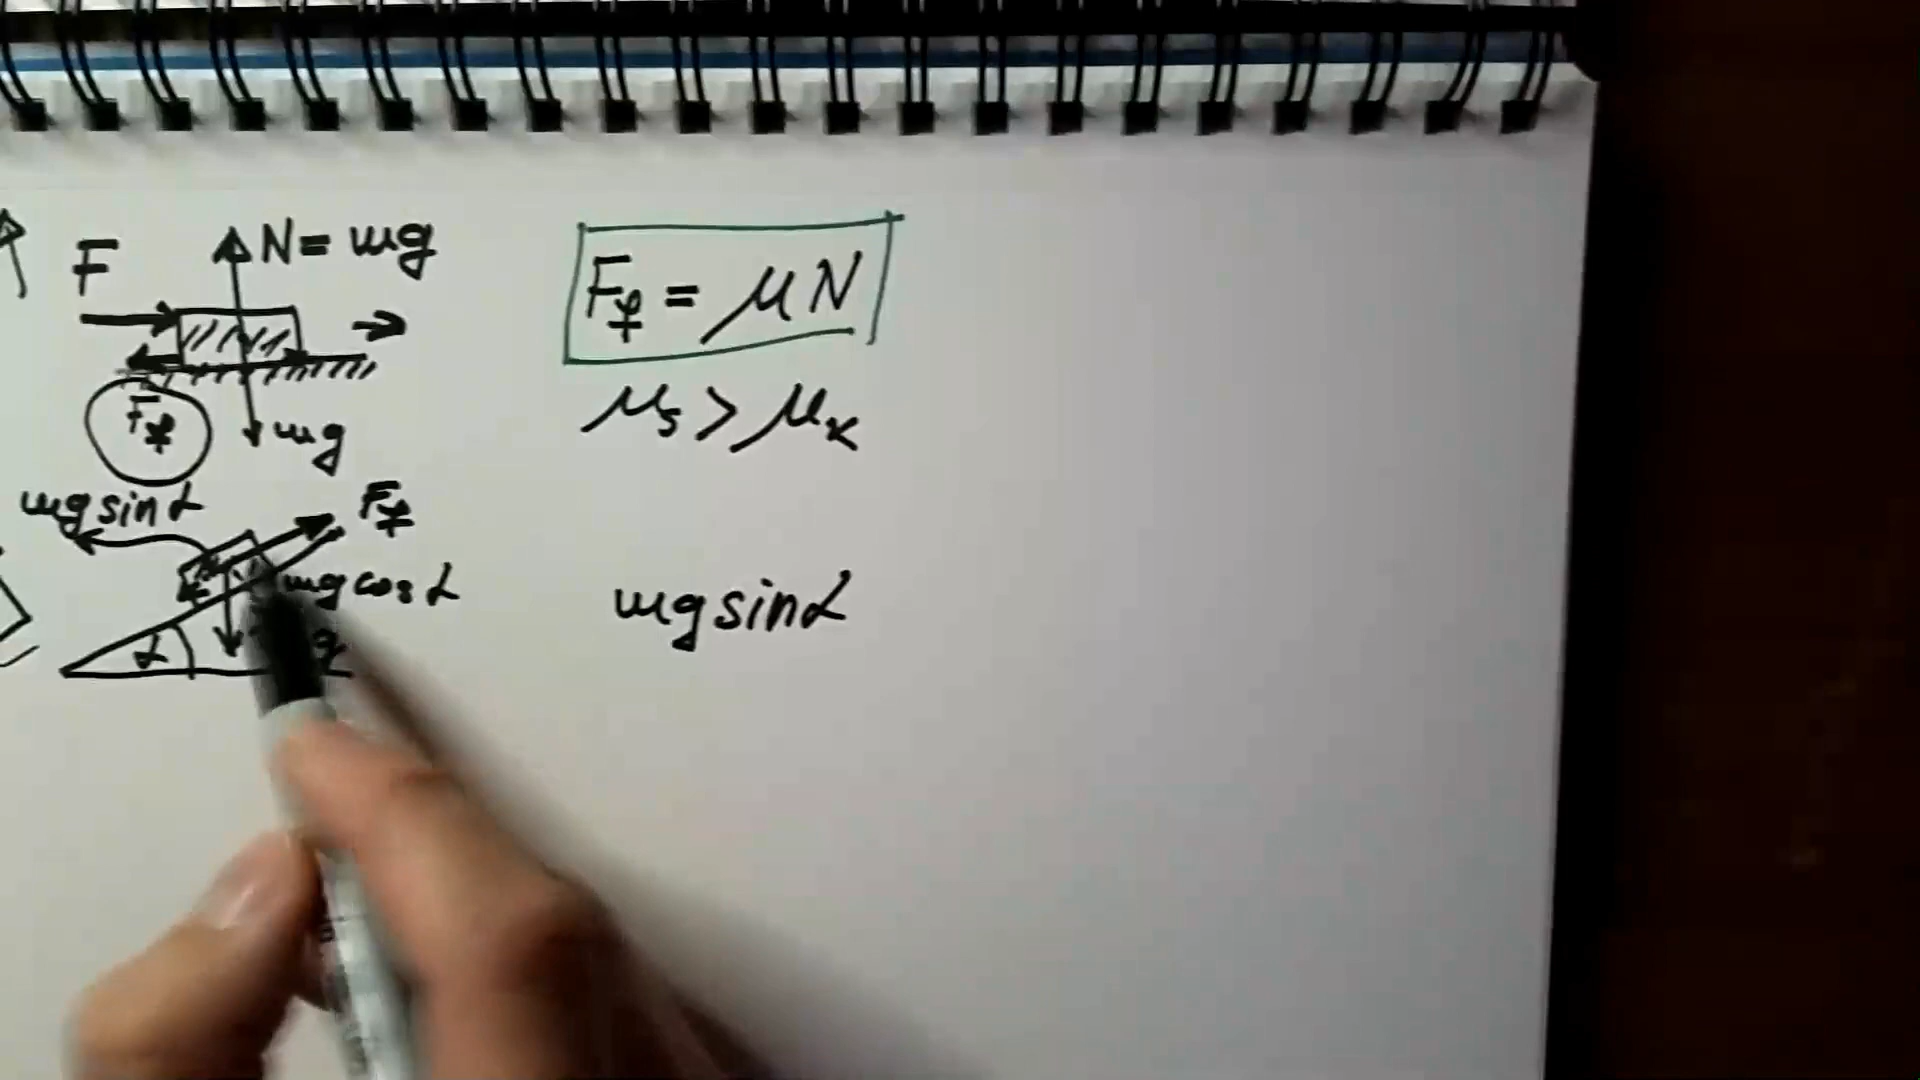 F
N = mg
F_f = μN
F_f
mg
μ_s > μ_k
mg sin α
F_f
mg cos α
α
mg sin α